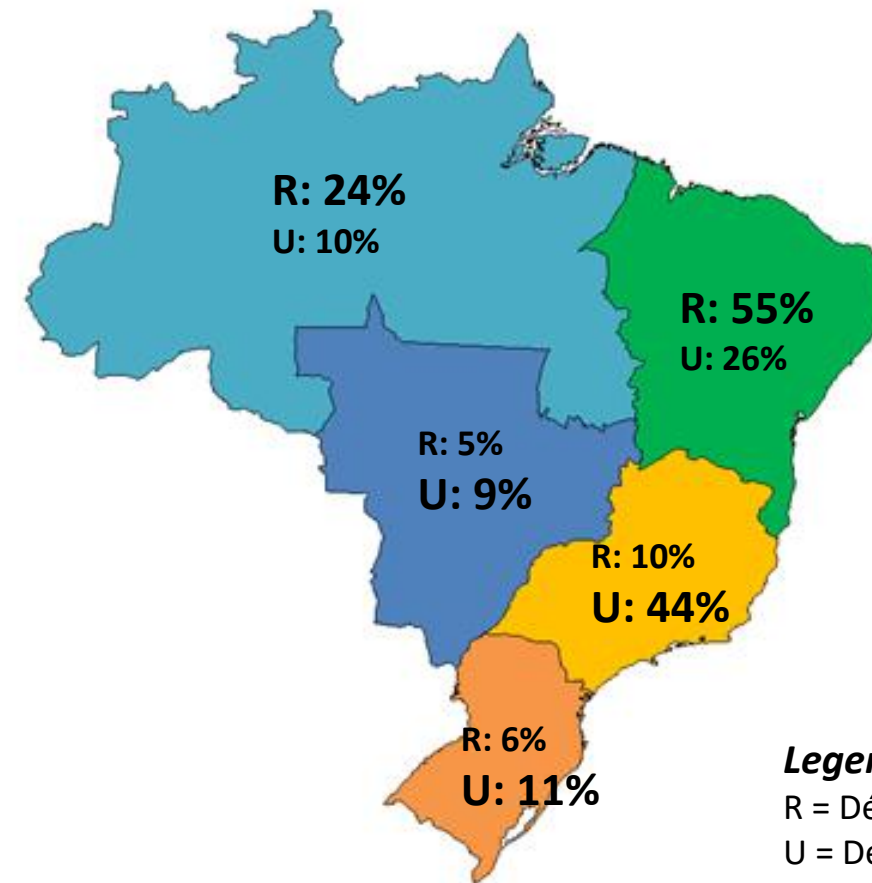 R: 24%
U: 10%
R: 55%
U: 26%
R: 5%
U: 9%
R: 10%
U: 44%
R: 6%
U: 11%
R =
U =